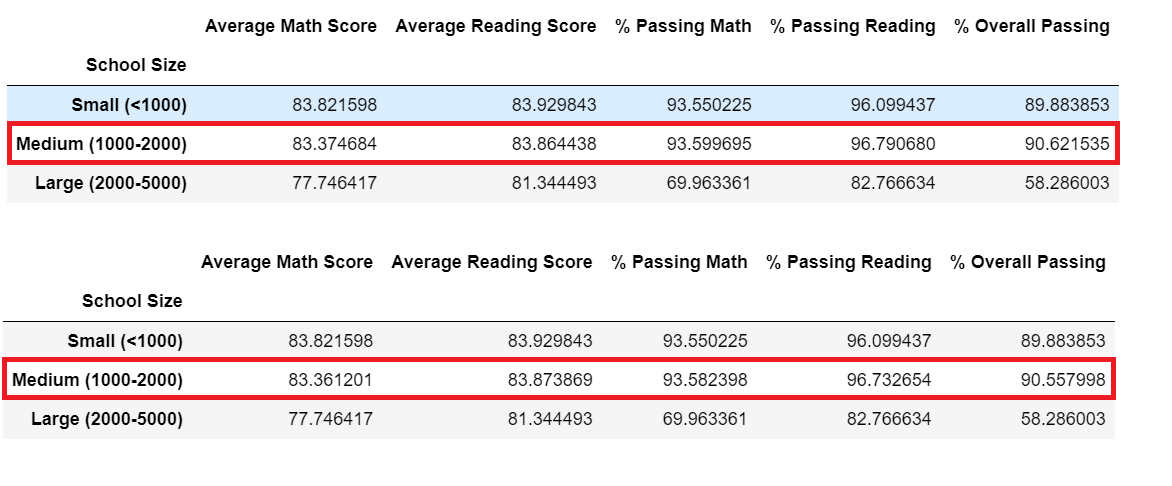 Average Math Score Average Reading Score % Passing Math % Passing Reading % Overall Passing
School Size
Small (<1000) 83.821598 83.929843 93.550225 96.099437 89.883853
Medium (1000-2000) 83.374684 83.864438 93.599695 96.790680 90.621535
Large (2000-5000) 77.746417 81.344493 69.963361 82.766634 58.286003
Average Math Score Average Reading Score % Passing Math % Passing Reading % Overall Passing
School Size
Small (<1000) 83.821598 83.929843 93.550225 96.099437 89.883853
Medium (1000-2000) 83.361201 83.873869 93.582398 96.732654 90.557998
Large (2000-5000) 77.746417 81.344493 69.963361 82.766634 58.286003